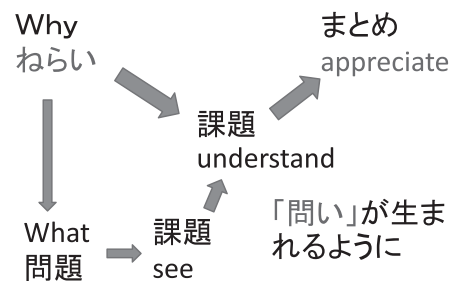 Why
ねらい
まとめ
appreciate
課題
understand
What
問題
課題
see
「問い」が生ま
れるように